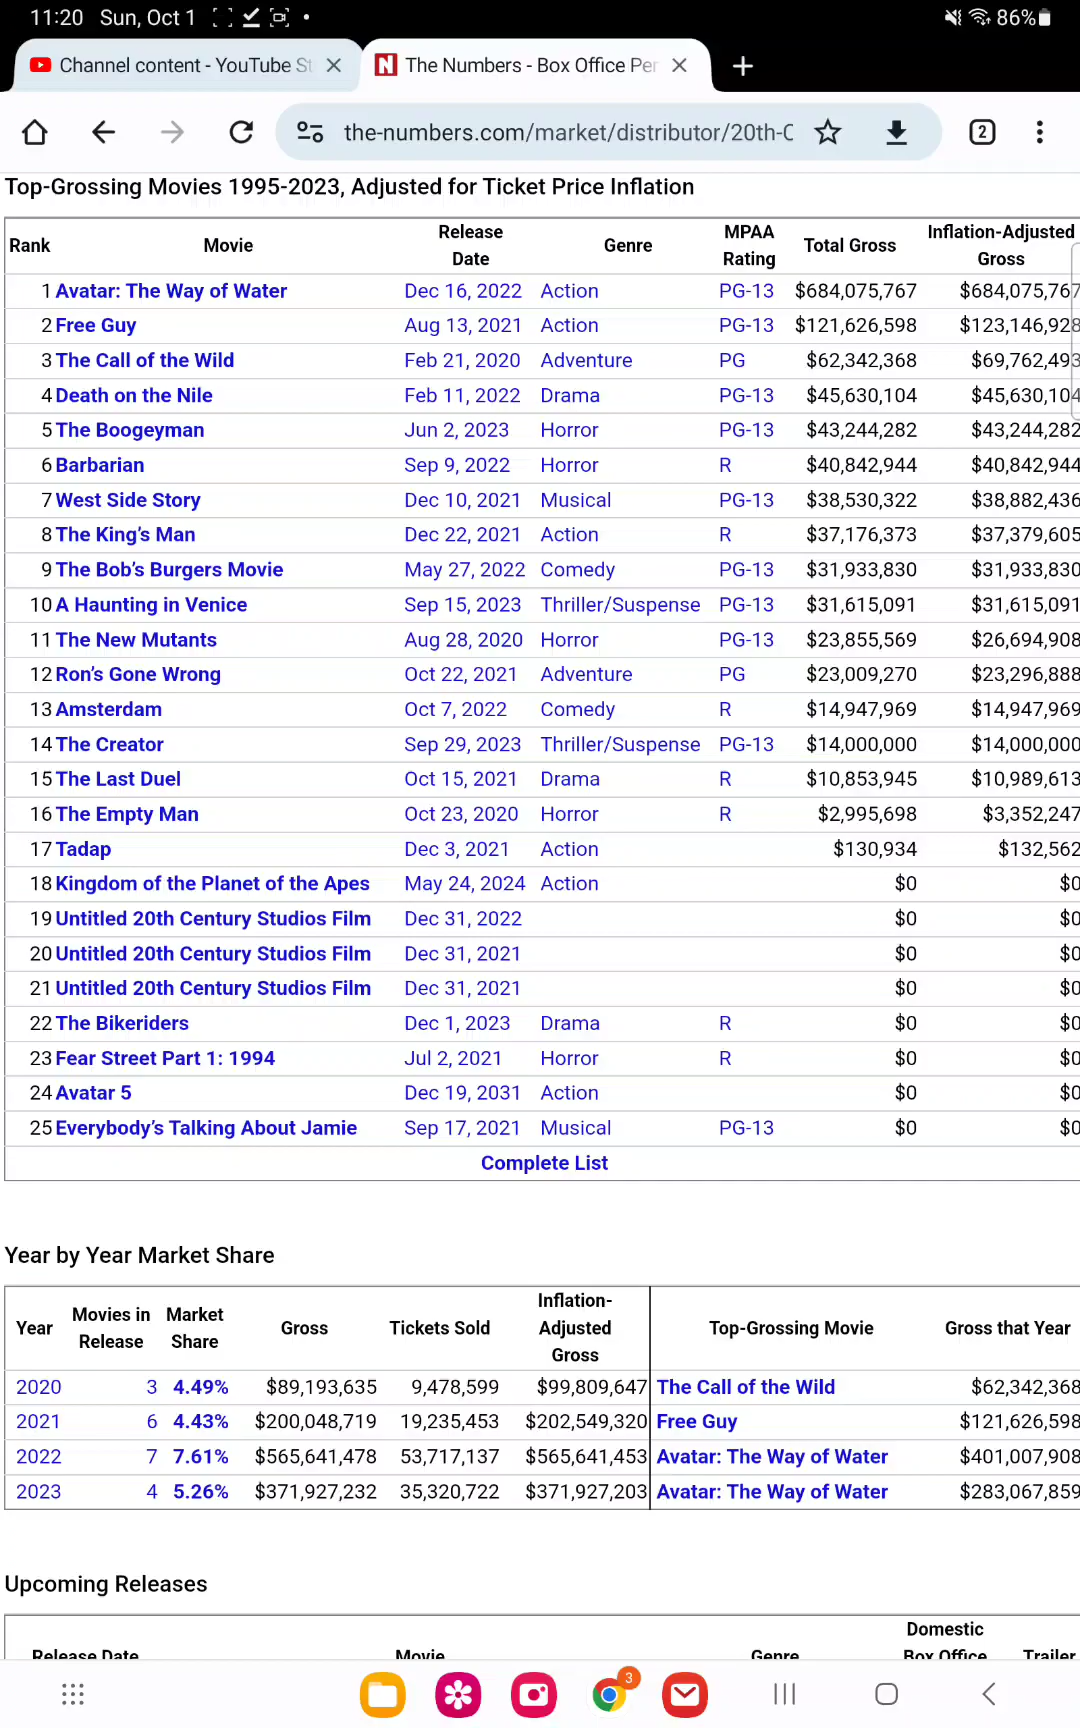 11:20 Sun, Oct 1
86%
Channel content - YouTube St
The Numbers - Box Office Per
the-numbers.com/market/distributor/20th-C
2
Top-Grossing Movies 1995-2023, Adjusted for Ticket Price Inflation
Rank Movie Release Date Genre MPAA Rating Total Gross Inflation-Adjusted Gross
1 Avatar: The Way of Water Dec 16, 2022 Action PG-13 $684,075,767 $684,075,767
2 Free Guy Aug 13, 2021 Action PG-13 $121,626,598 $123,146,928
3 The Call of the Wild Feb 21, 2020 Adventure PG $62,342,368 $69,762,493
4 Death on the Nile Feb 11, 2022 Drama PG-13 $45,630,104 $45,630,104
5 The Boogeyman Jun 2, 2023 Horror PG-13 $43,244,282 $43,244,282
6 Barbarian Sep 9, 2022 Horror R $40,842,944 $40,842,944
7 West Side Story Dec 10, 2021 Musical PG-13 $38,530,322 $38,882,436
8 The King's Man Dec 22, 2021 Action R $37,176,373 $37,379,605
9 The Bob's Burgers Movie May 27, 2022 Comedy PG-13 $31,933,830 $31,933,830
10 A Haunting in Venice Sep 15, 2023 Thriller/Suspense PG-13 $31,615,091 $31,615,091
11 The New Mutants Aug 28, 2020 Horror PG-13 $23,855,569 $26,694,908
12 Ron's Gone Wrong Oct 22, 2021 Adventure PG $23,009,270 $23,296,888
13 Amsterdam Oct 7, 2022 Comedy R $14,947,969 $14,947,969
14 The Creator Sep 29, 2023 Thriller/Suspense PG-13 $14,000,000 $14,000,000
15 The Last Duel Oct 15, 2021 Drama R $10,853,945 $10,989,613
16 The Empty Man Oct 23, 2020 Horror R $2,995,698 $3,352,247
17 Tadap Dec 3, 2021 Action $130,934 $132,562
18 Kingdom of the Planet of the Apes May 24, 2024 Action $0 $0
19 Untitled 20th Century Studios Film Dec 31, 2022 $0 $0
20 Untitled 20th Century Studios Film Dec 31, 2021 $0 $0
21 Untitled 20th Century Studios Film Dec 31, 2021 $0 $0
22 The Bikeriders Dec 1, 2023 Drama R $0 $0
23 Fear Street Part 1: 1994 Jul 2, 2021 Horror R $0 $0
24 Avatar 5 Dec 19, 2031 Action $0 $0
25 Everybody's Talking About Jamie Sep 17, 2021 Musical PG-13 $0 $0
Complete List
Year by Year Market Share
Year Movies in Release Market Share Gross Tickets Sold Inflation-Adjusted Gross Top-Grossing Movie Gross that Year
2020 3 4.49% $89,193,635 9,478,599 $99,809,647 The Call of the Wild $62,342,368
2021 6 4.43% $200,048,719 19,235,453 $202,549,320 Free Guy $121,626,598
2022 7 7.61% $565,641,478 53,717,137 $565,641,453 Avatar: The Way of Water $401,007,908
2023 4 5.26% $371,927,232 35,320,722 $371,927,203 Avatar: The Way of Water $283,067,859
Upcoming Releases
Release Date Movie Genre Domestic Box Office Trailer
3